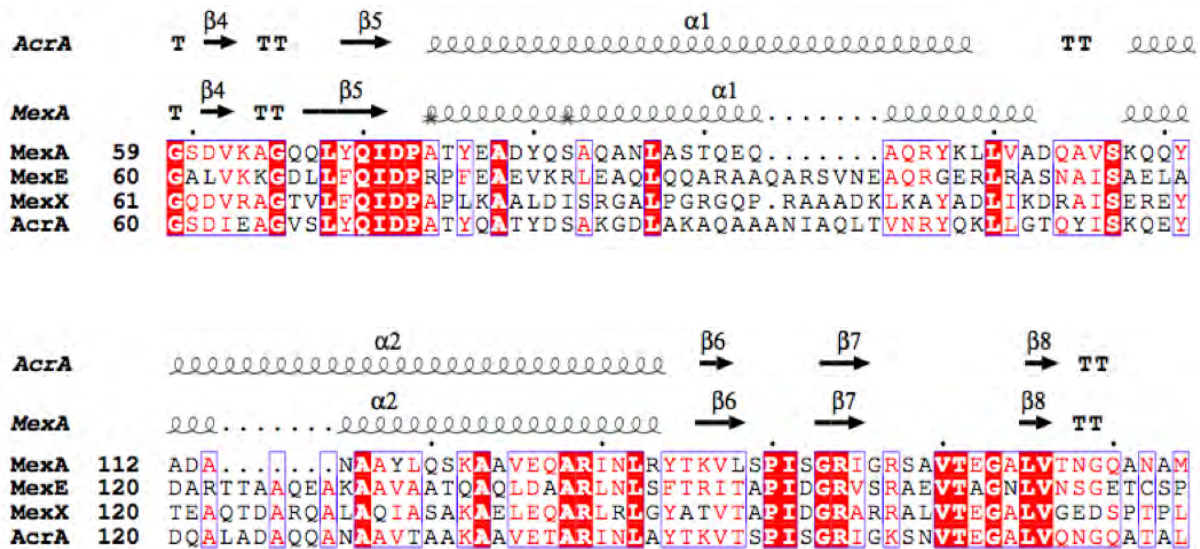 β4 β5 α1
AcrA T TT TT
β4 β5 α1
MexA T TT ....... TT
MexA 59 GSDVKAGQQLYQIDPATYEADYQSAQANLASTQEQ.......AQRYKLLVADQAVSKQQY
MexE 60 GALVKKGDLLFQIDPRPFEAEVKRLEAQLQQARAAQARSVNEAQRGERLRASNAISAELA
MexX 61 GQDVRAGTVLFQIDPAPLKAALDISRGALPGRGQP.RAAADKLKAYADLIKDRAISEREY
AcrA 60 GSDIEAGVSLYQIDPATYQATYDSAKGDLAKAQAAANIAQLTVNRYQKLLGTQYISKQEY
α2 β6 β7 β8
AcrA TT
α2 β6 β7 β8
MexA ....... TT
MexA 112 ADA.......NAAYLQSKAAVEQARINLRYTKVLSPISGRIGRSAVTEGALVTNGQANAM
MexE 120 DARTTAAQEAKAAVAATQAQLDAARLNLSFTRITAPIDGRVSRAEVTAGNLVNSGETCSP
MexX 120 TEAQTDARQALAQIASAKAELEQARLRLGYATVTAPIDGRARRALVTEGALVGEDSPTPL
AcrA 120 DQALADAQQANAAVTAAKAAVETARINLAYTKVTSPISGRIGKSNVTEGALVTNGQATAL